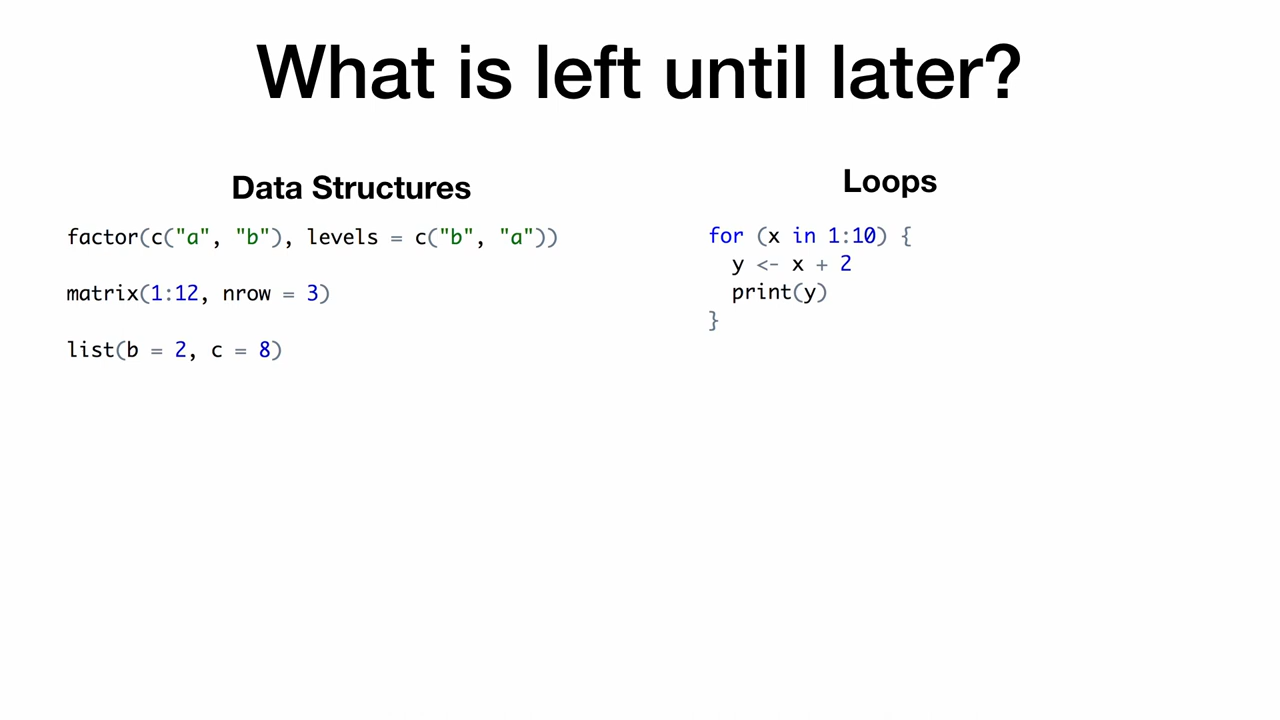 What is left until later?
Data Structures
factor(c("a", "b"), levels = c("b", "a"))
matrix(1:12, nrow = 3)
list(b = 2, c = 8)
Loops
for (x in 1:10) {
  y <- x + 2
  print(y)
}